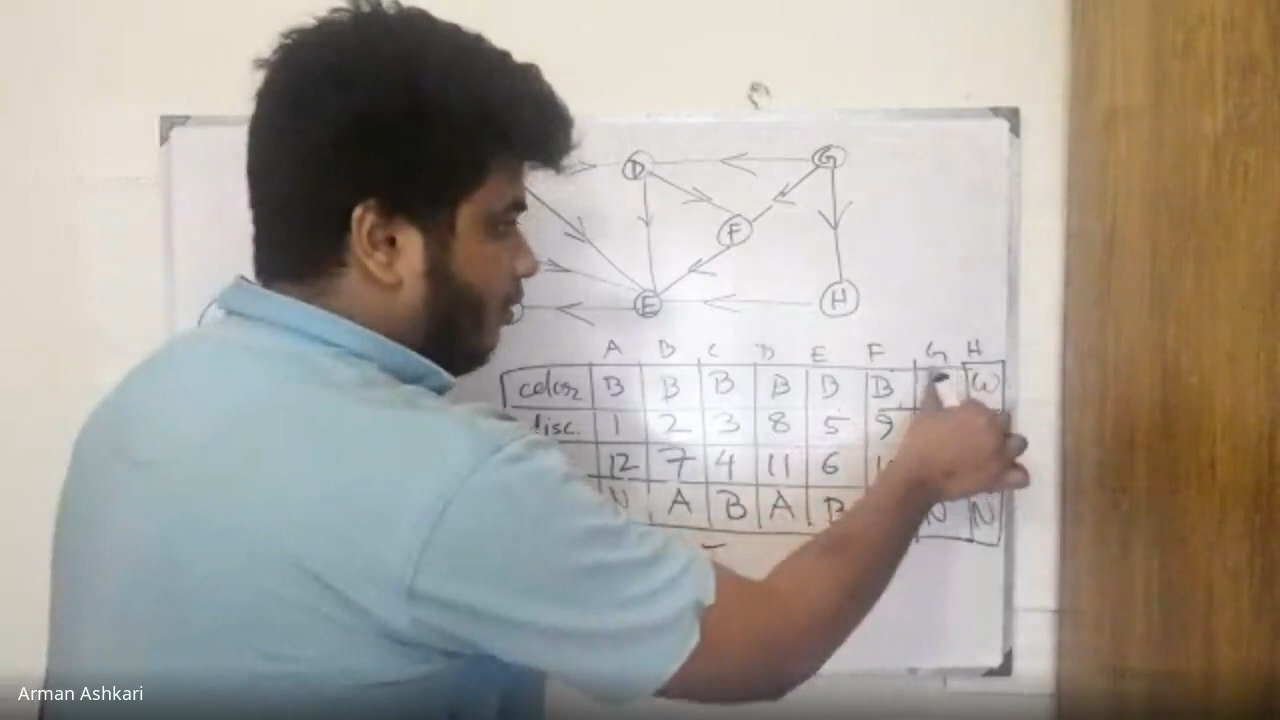 D G
F
E H
A B C D E F G H
color B B B B B B W
disc. 1 2 3 8 5 9
12 7 4 11 6
N A B A B N N
Arman Ashkari